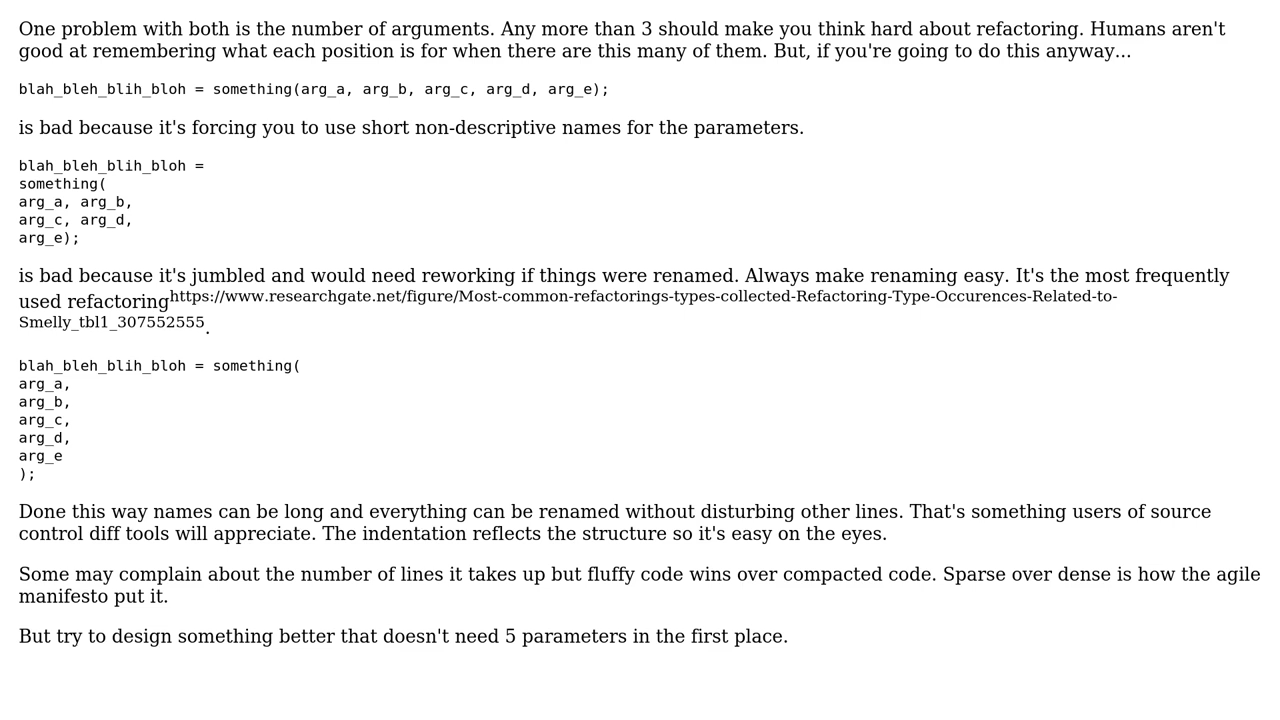 One problem with both is the number of arguments. Any more than 3 should make you think hard about refactoring. Humans aren't
good at remembering what each position is for when there are this many of them. But, if you're going to do this anyway...
blah_bleh_blih_bloh = something(arg_a, arg_b, arg_c, arg_d, arg_e);
is bad because it's forcing you to use short non-descriptive names for the parameters.
blah_bleh_blih_bloh =
something(
arg_a, arg_b,
arg_c, arg_d,
arg_e);
is bad because it's jumbled and would need reworking if things were renamed. Always make renaming easy. It's the most frequently
used refactoringhttps://www.researchgate.net/figure/Most-common-refactorings-types-collected-Refactoring-Type-Occurences-Related-to-
Smelly_tbl1_307552555.
blah_bleh_blih_bloh = something(
arg_a,
arg_b,
arg_c,
arg_d,
arg_e
);
Done this way names can be long and everything can be renamed without disturbing other lines. That's something users of source
control diff tools will appreciate. The indentation reflects the structure so it's easy on the eyes.
Some may complain about the number of lines it takes up but fluffy code wins over compacted code. Sparse over dense is how the agile
manifesto put it.
But try to design something better that doesn't need 5 parameters in the first place.